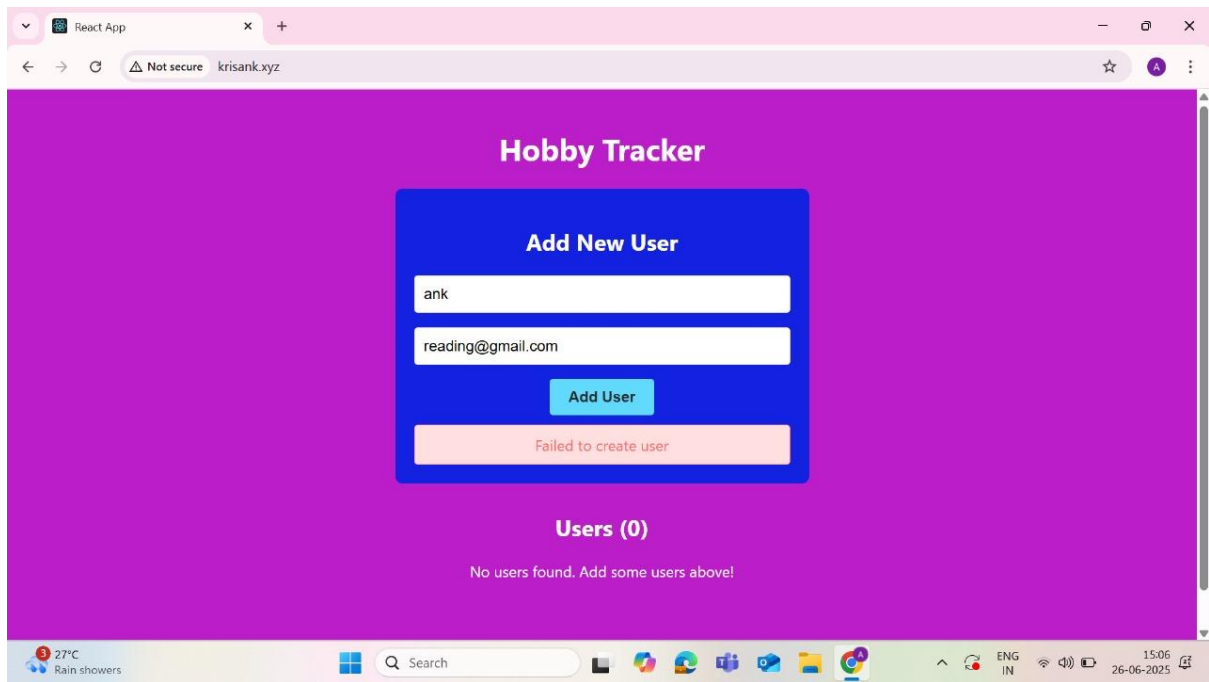 React App
Not secure krisank.xyz
A
Hobby Tracker
Add New User
ank
reading@gmail.com
Add User
Failed to create user
Users (0)
No users found. Add some users above!
3
27°C
Rain showers
Search
A
ENG
IN
15:06
26-06-2025